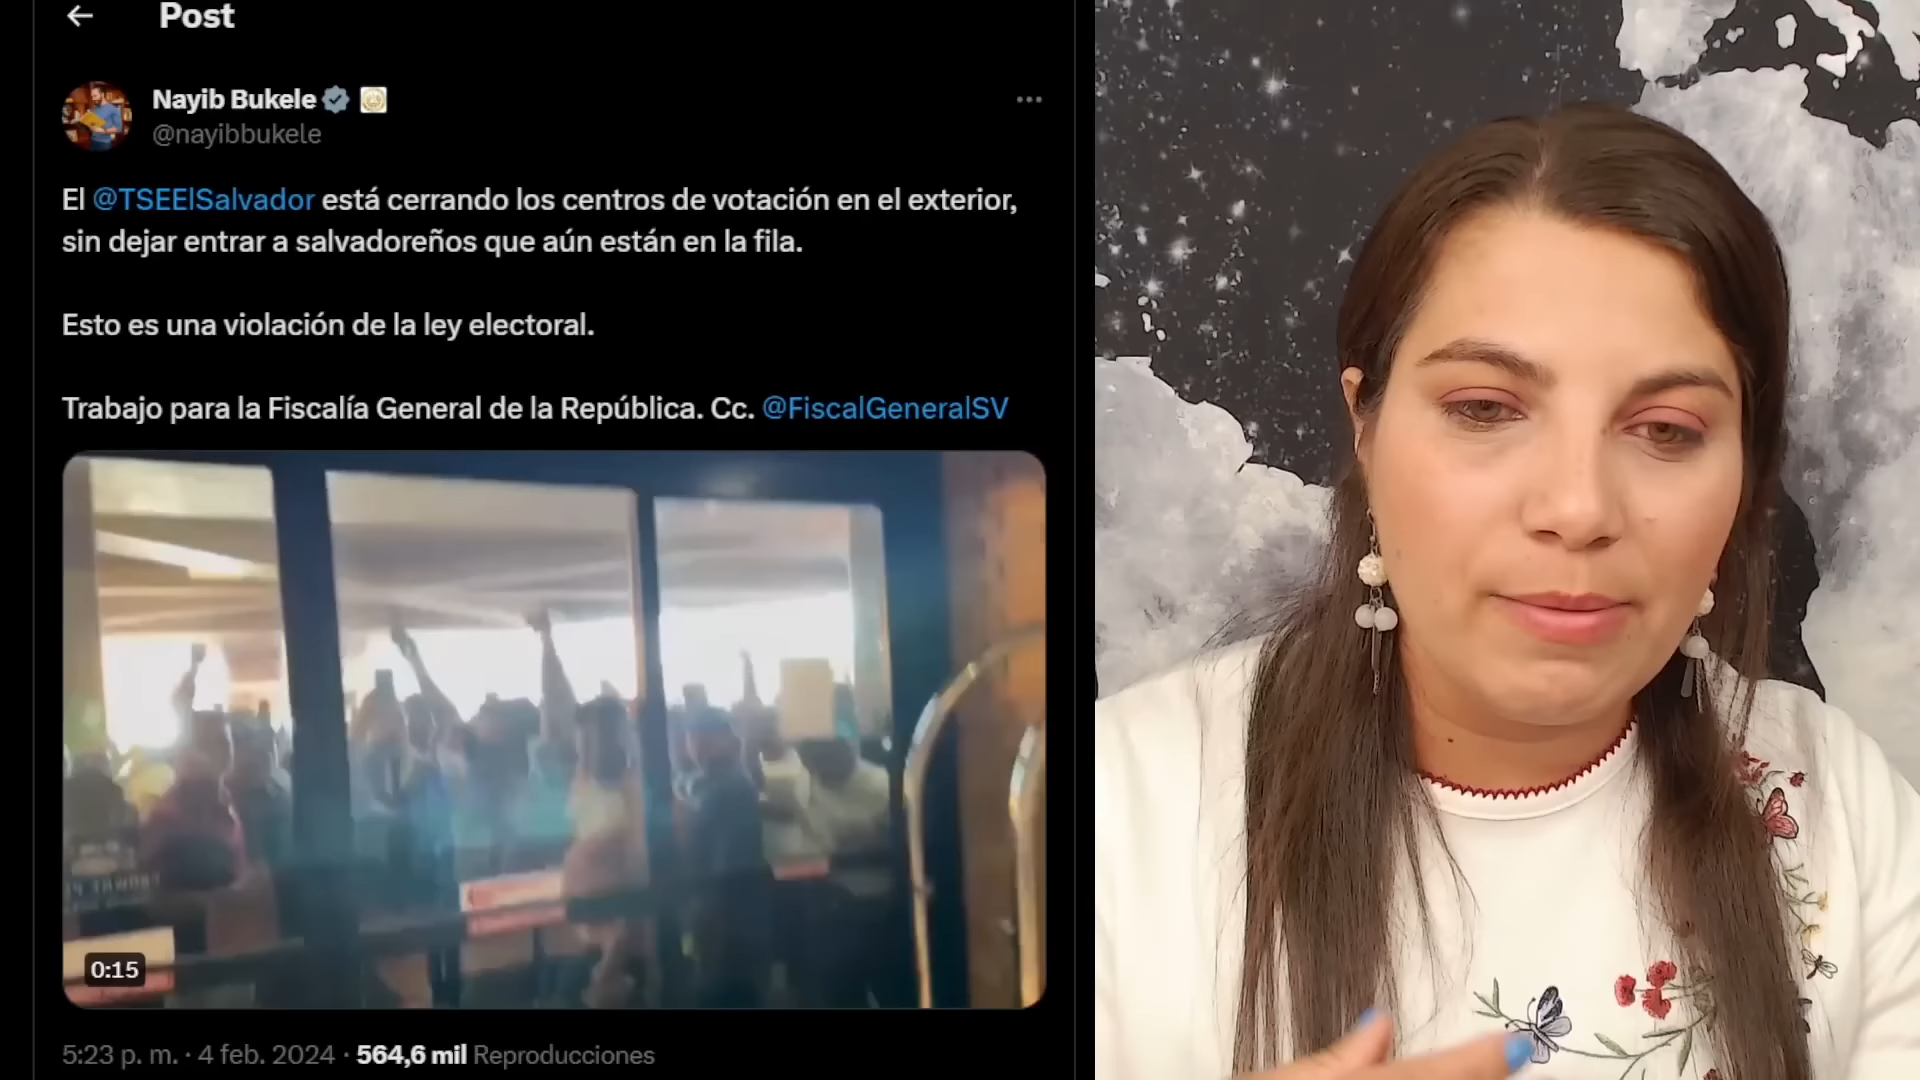 Post
Nayib Bukele
@nayibbukele
El @TSEElSalvador está cerrando los centros de votación en el exterior,
sin dejar entrar a salvadoreños que aún están en la fila.
Esto es una violación de la ley electoral.
Trabajo para la Fiscalía General de la República. Cc. @FiscalGeneralSV
0:15
5:23 p. m. · 4 feb. 2024 · 564,6 mil Reproducciones